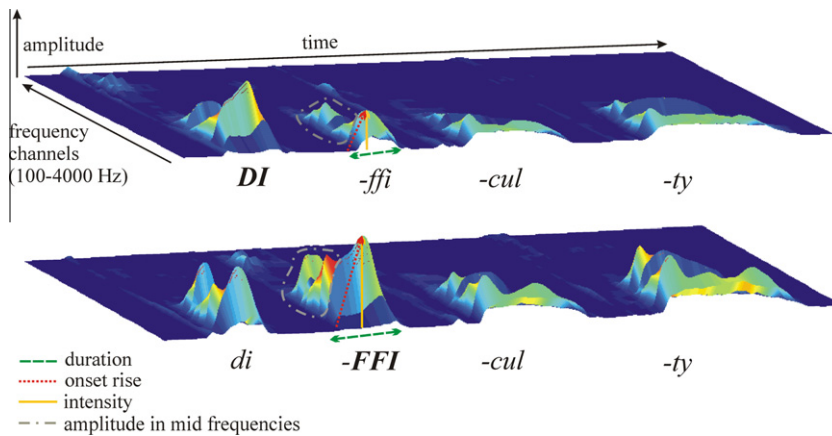 amplitude
time
frequency
channels
(100-4000 Hz)
DI -ffi -cul -ty
di -FFI -cul -ty
duration
onset rise
intensity
amplitude in mid frequencies